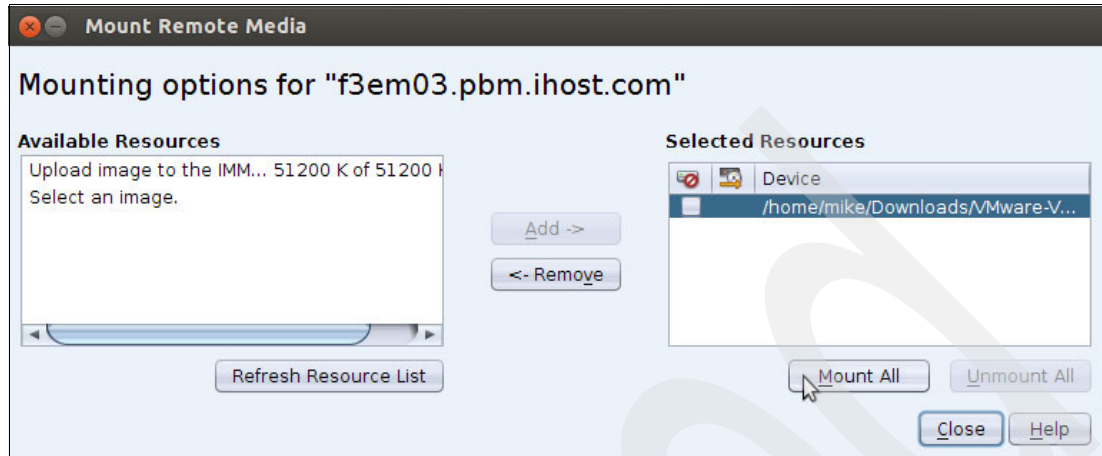 Mount Remote Media
Mounting options for "f3em03.pbm.ihost.com"
Available Resources
Upload image to the IMM... 51200 K of 51200
Select an image.
Add ->
<- Remove
Refresh Resource List
Selected Resources
Device
/home/mike/Downloads/VMware-V...
Mount All
Unmount All
Close
Help